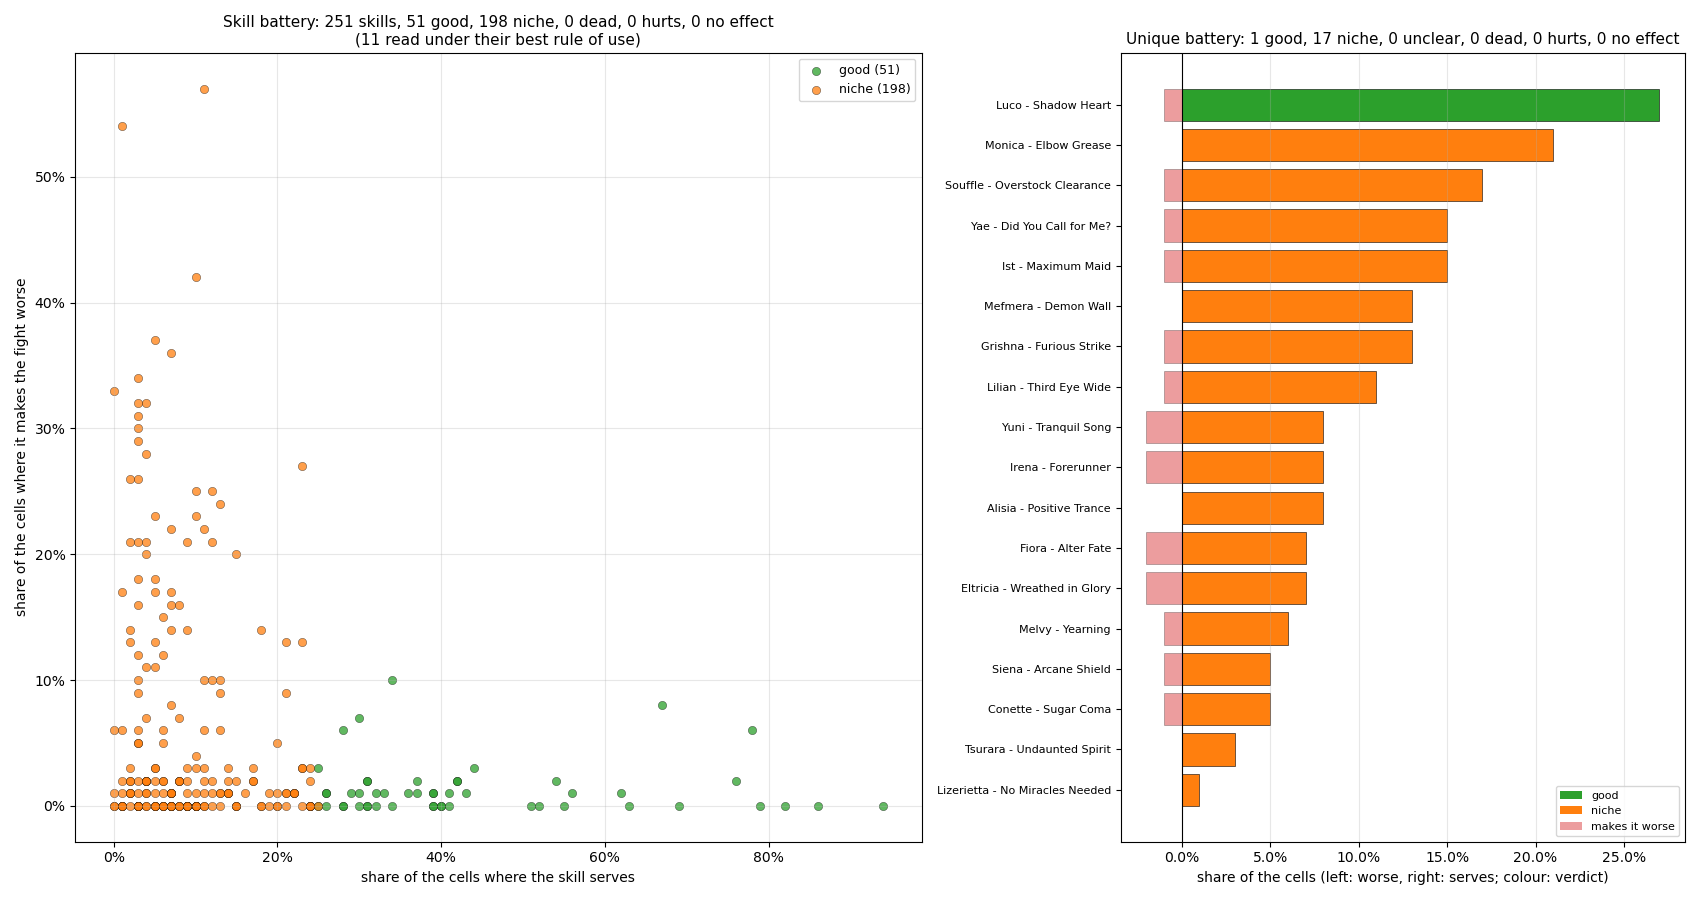 Skill battery: 251 skills, 51 good, 198 niche, 0 dead, 0 hurts, 0 no effect
(11 read under their best rule of use)
good (51)
niche (198)
share of the cells where it makes the fight worse
50%
40%
30%
20%
10%
0%
0%
20%
40%
60%
80%
share of the cells where the skill serves
Unique battery: 1 good, 17 niche, 0 unclear, 0 dead, 0 hurts, 0 no effect
Luco - Shadow Heart
Monica - Elbow Grease
Souffle - Overstock Clearance
Yae - Did You Call for Me?
Ist - Maximum Maid
Mefmera - Demon Wall
Grishna - Furious Strike
Lilian - Third Eye Wide
Yuni - Tranquil Song
Irena - Forerunner
Alisia - Positive Trance
Fiora - Alter Fate
Eltricia - Wreathed in Glory
Melvy - Yearning
Siena - Arcane Shield
Conette - Sugar Coma
Tsurara - Undaunted Spirit
Lizerietta - No Miracles Needed
good
niche
makes it worse
0.0%
5.0%
10.0%
15.0%
20.0%
25.0%
share of the cells (left: worse, right: serves; colour: verdict)